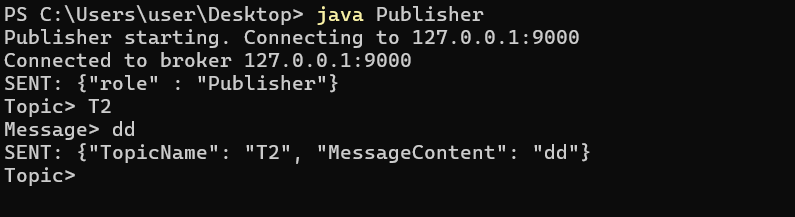 PS C:\Users\user\Desktop> java Publisher
Publisher starting. Connecting to 127.0.0.1:9000
Connected to broker 127.0.0.1:9000
SENT: {"role" : "Publisher"}
Topic> T2
Message> dd
SENT: {"TopicName": "T2", "MessageContent": "dd"}
Topic>